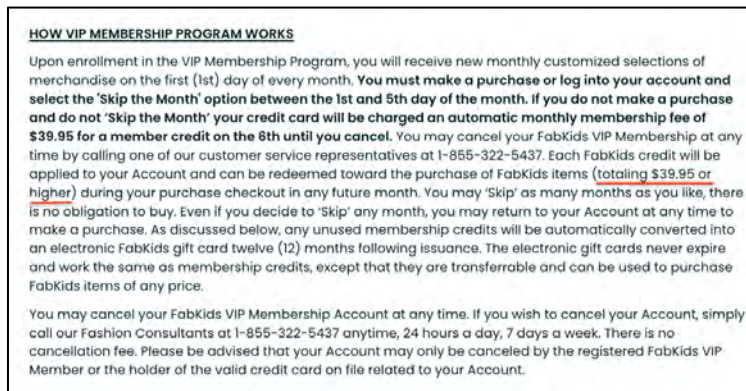 HOW VIP MEMBERSHIP PROGRAM WORKS
Upon enrollment in the VIP Membership Program, you will receive new monthly customized selections of
merchandise on the first (1st) day of every month. You must make a purchase or log into your account and
select the 'Skip the Month' option between the 1st and 5th day of the month. If you do not make a purchase
and do not 'Skip the Month' your credit card will be charged an automatic monthly membership fee of
$39.95 for a member credit on the 6th until you cancel. You may cancel your FabKids VIP Membership at any
time by calling one of our customer service representatives at 1-855-322-5437. Each FabKids credit will be
applied to your Account and can be redeemed toward the purchase of FabKids items (totaling $39.95 or
higher) during your purchase checkout in any future month. You may 'Skip' as many months as you like, there
is no obligation to buy. Even if you decide to 'Skip' any month, you may return to your Account at any time to
make a purchase. As discussed below, any unused membership credits will be automatically converted into
an electronic FabKids gift card twelve (12) months following issuance. The electronic gift cards never expire
and work the same as membership credits, except that they are transferrable and can be used to purchase
FabKids items of any price.
You may cancel your FabKids VIP Membership Account at any time. If you wish to cancel your Account, simply
call our Fashion Consultants at 1-855-322-5437 anytime, 24 hours a day, 7 days a week. There is no
cancellation fee. Please be advised that your Account may only be canceled by the registered FabKids VIP
Member or the holder of the valid credit card on file related to your Account.